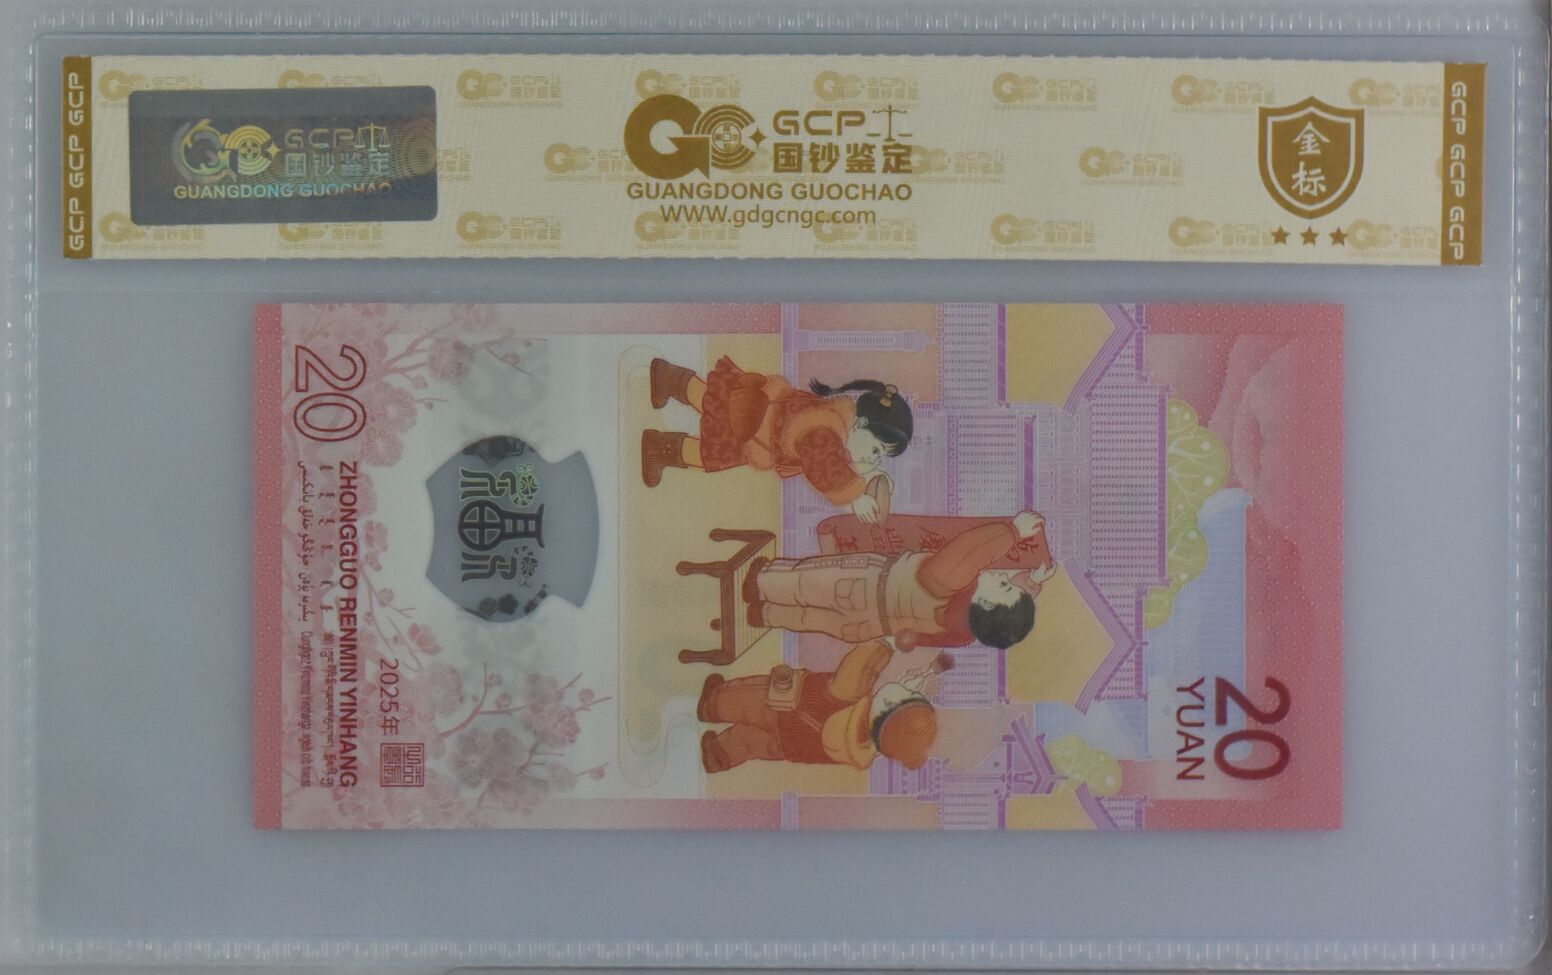 GCP GCP GCP
GCP
国钞鉴定
GUANGDONG GUOCHAO
GCP
国钞鉴定
GUANGDONG GUOCHAO
WWW.gdgcngc.com
金标
GCP GCP GCP
20
ZHONGGUO RENMIN YINHANG
2025年
20
YUAN